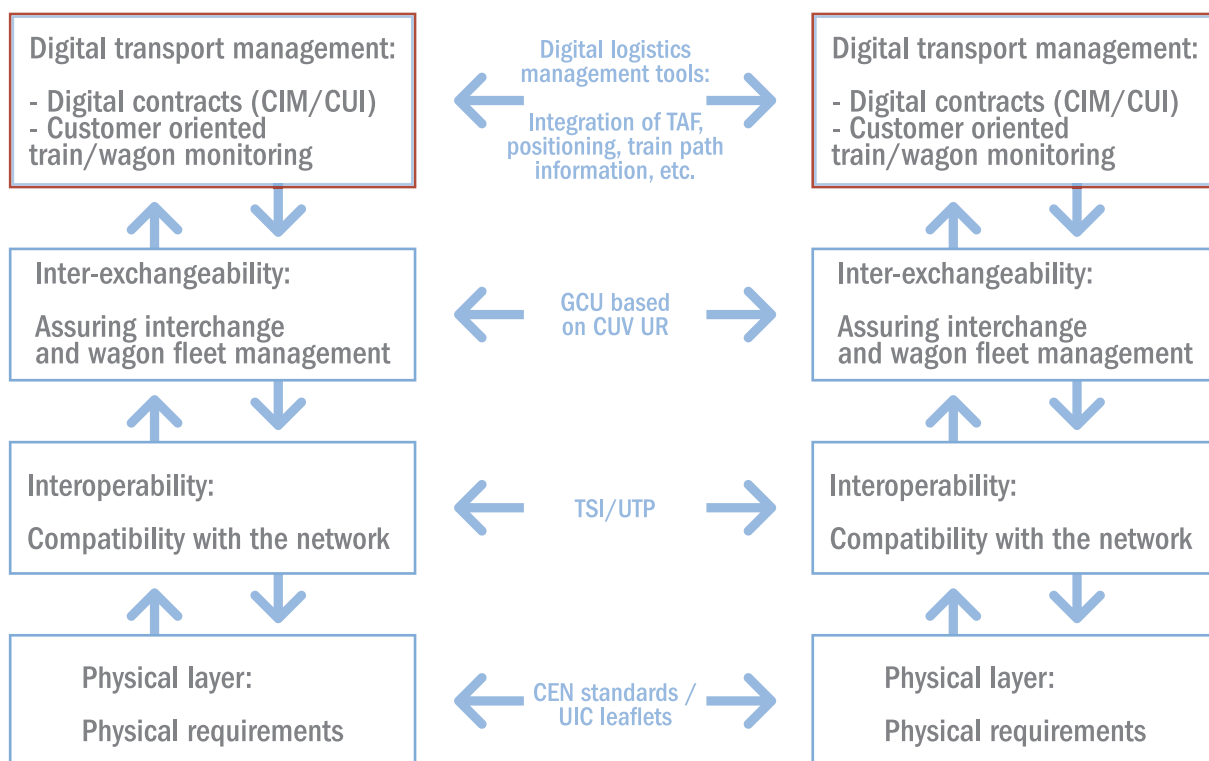 Digital transport management:
- Digital contracts (CIM/CUI)
- Customer oriented
train/wagon monitoring
Digital logistics
management tools:
Integration of TAF,
positioning, train path
information, etc.
Digital transport management:
- Digital contracts (CIM/CUI)
- Customer oriented
train/wagon monitoring
Inter-exchangeability:
Assuring interchange
and wagon fleet management
GCU based
on CUV UR
Inter-exchangeability:
Assuring interchange
and wagon fleet management
Interoperability:
Compatibility with the network
TSI/UTP
Interoperability:
Compatibility with the network
Physical layer:
Physical requirements
CEN standards /
UIC leaflets
Physical layer:
Physical requirements